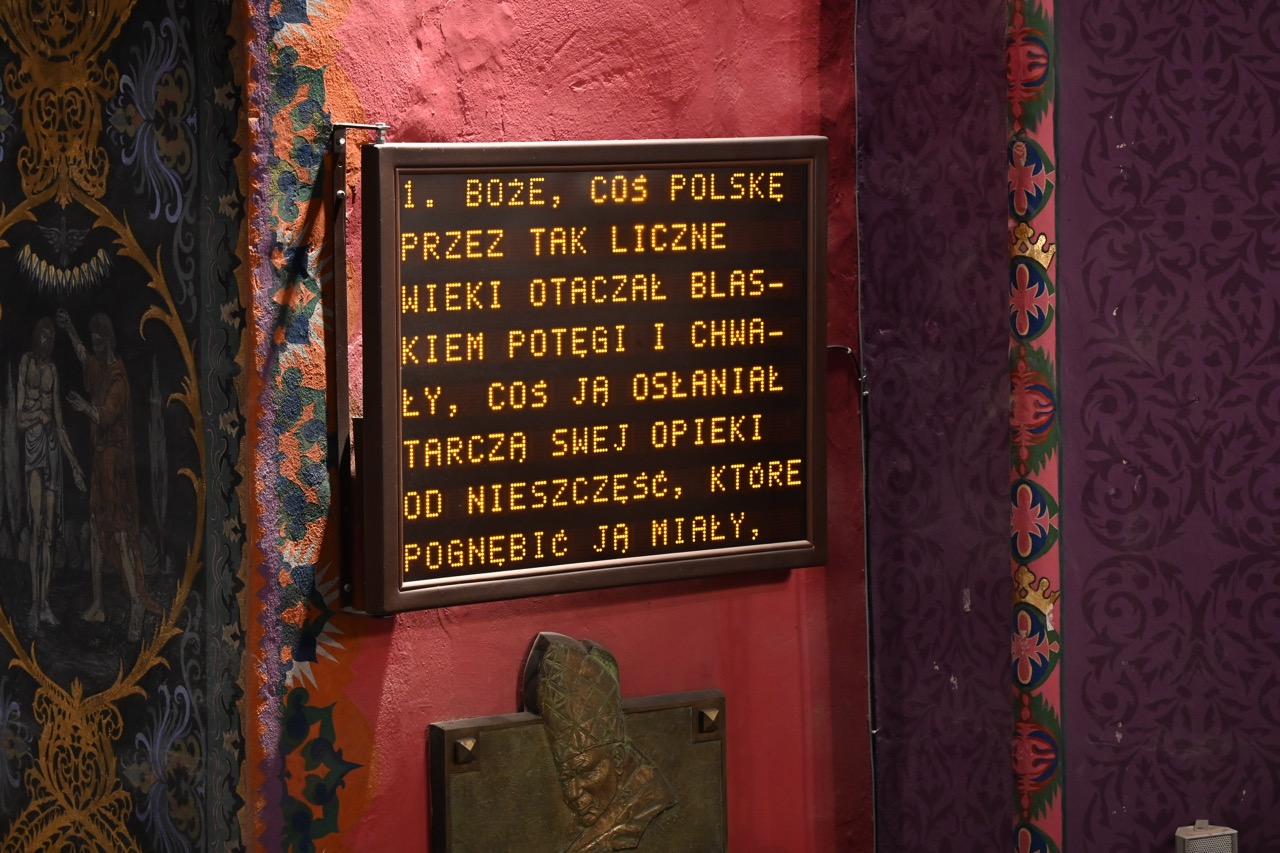 1. BOŻE, COŚ POLSKĘ
PRZEZ TAK LICZNE
WIEKI OTACZAŁ BLAS-
KIEM POTĘGI I CHWA-
ŁY, COŚ JĄ OSŁANIAŁ
TARCZĄ SWEJ OPIEKI
OD NIESZCZĘŚĆ, KTÓRE
POGNĘBIĆ JĄ MIAŁY,